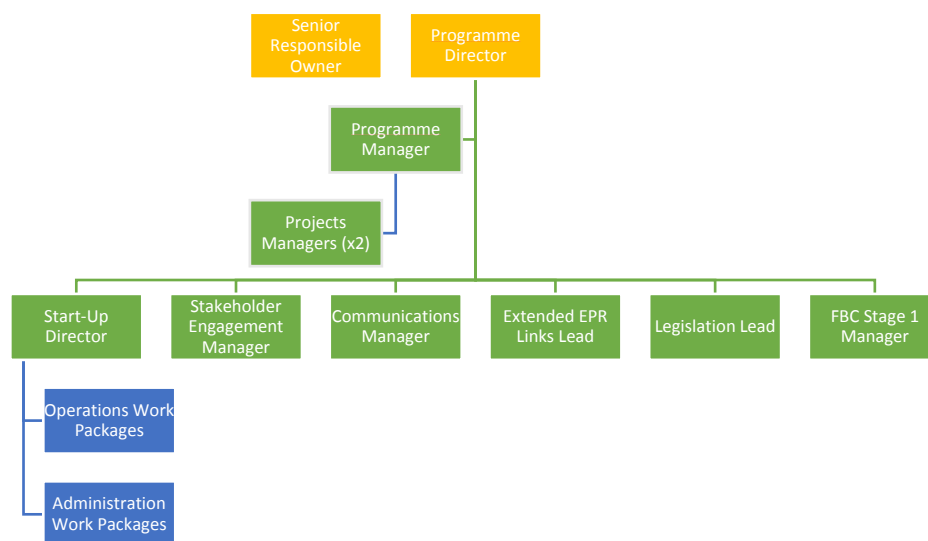 Senior
Responsible
Owner
Programme
Director
Programme
Manager
Projects
Managers (x2)
Start-Up
Director
Stakeholder
Engagement
Manager
Communications
Manager
Extended EPR
Links Lead
Legislation Lead
FBC Stage 1
Manager
Operations Work
Packages
Administration
Work Packages